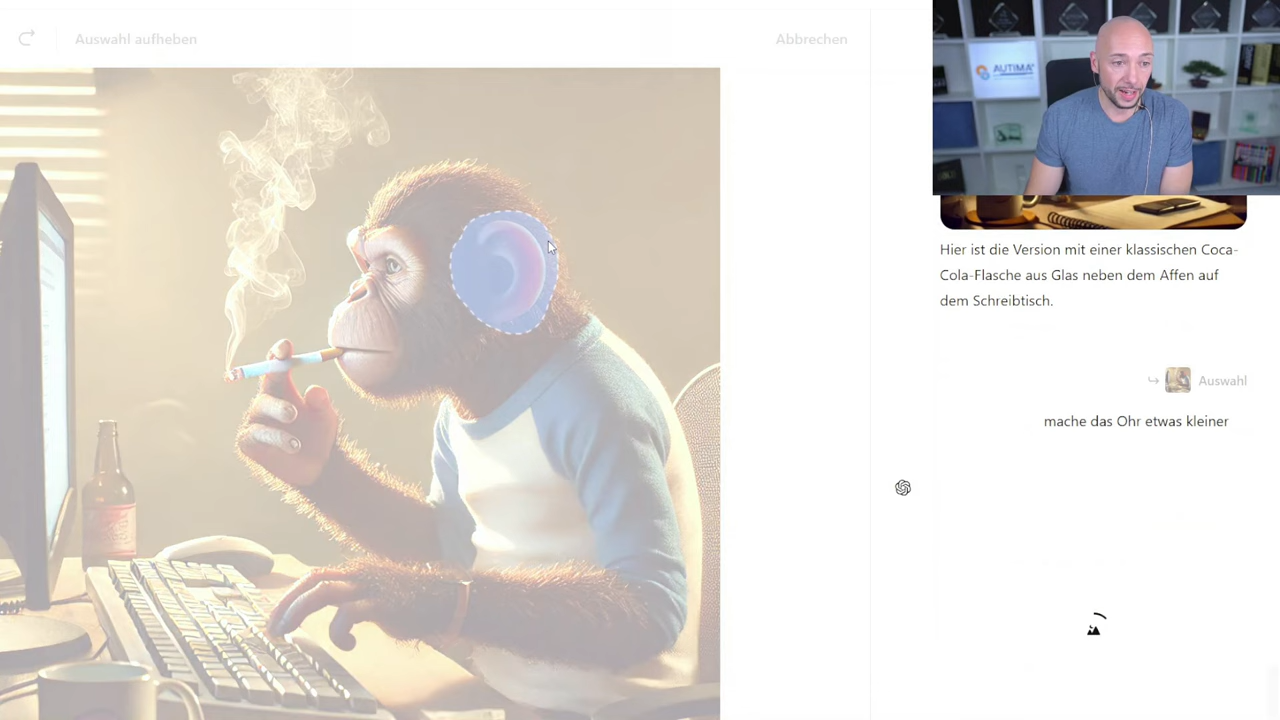 Auswahl aufheben
Abbrechen
AUTIMA
Hier ist die Version mit einer klassischen Coca-
Cola-Flasche aus Glas neben dem Affen auf
dem Schreibtisch.
Auswahl
mache das Ohr etwas kleiner